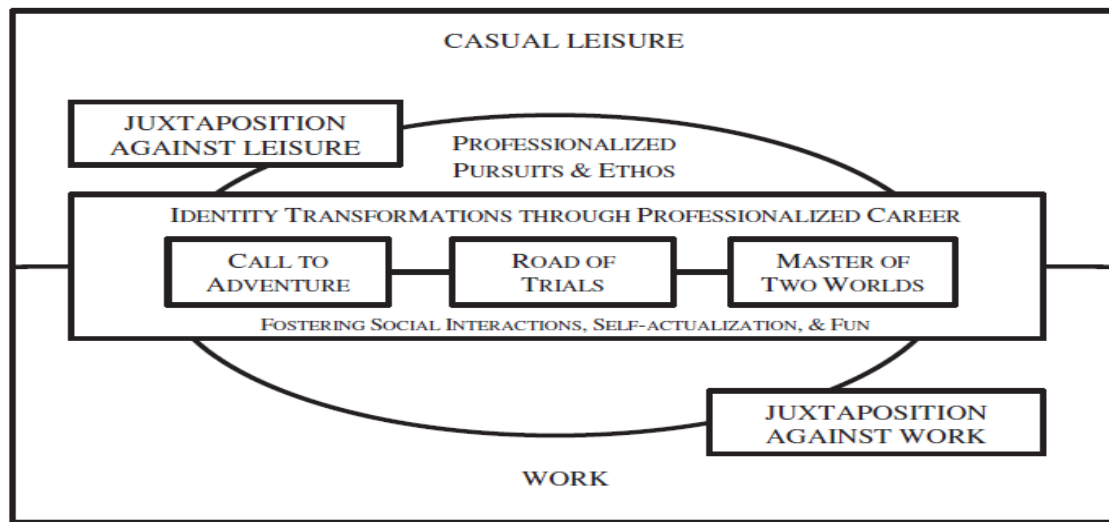 CASUAL LEISURE
JUXTAPOSITION
AGAINST LEISURE
PROFESSIONALIZED
PURSUITS & ETHOS
IDENTITY TRANSFORMATIONS THROUGH PROFESSIONALIZED CAREER
CALL TO
ADVENTURE
ROAD OF
TRIALS
MASTER OF
TWO WORLDS
FOSTERING SOCIAL INTERACTIONS, SELF-ACTUALIZATION, & FUN
JUXTAPOSITION
AGAINST WORK
WORK